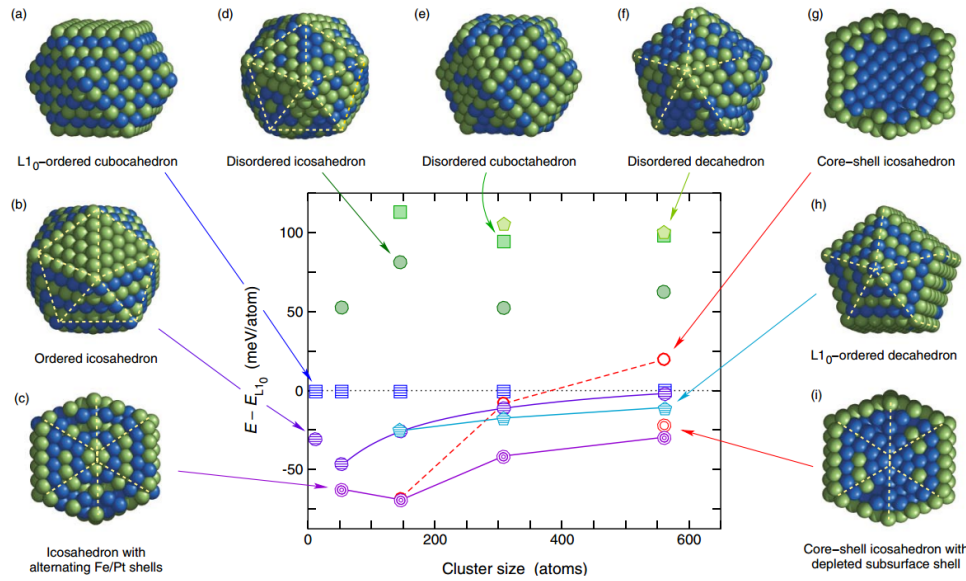 (a)
(d)
(e)
(f)
(g)
L1₀–ordered cubocahedron
Disordered icosahedron
Disordered cuboctahedron
Disordered decahedron
Core–shell icosahedron
(b)
(h)
Ordered icosahedron
L1₀–ordered decahedron
(c)
(i)
Icosahedron with
alternating Fe/Pt shells
Core–shell icosahedron with
depleted subsurface shell
E – E_L1₀ (meV/atom)
100
50
0
-50
0
200
400
600
Cluster size (atoms)